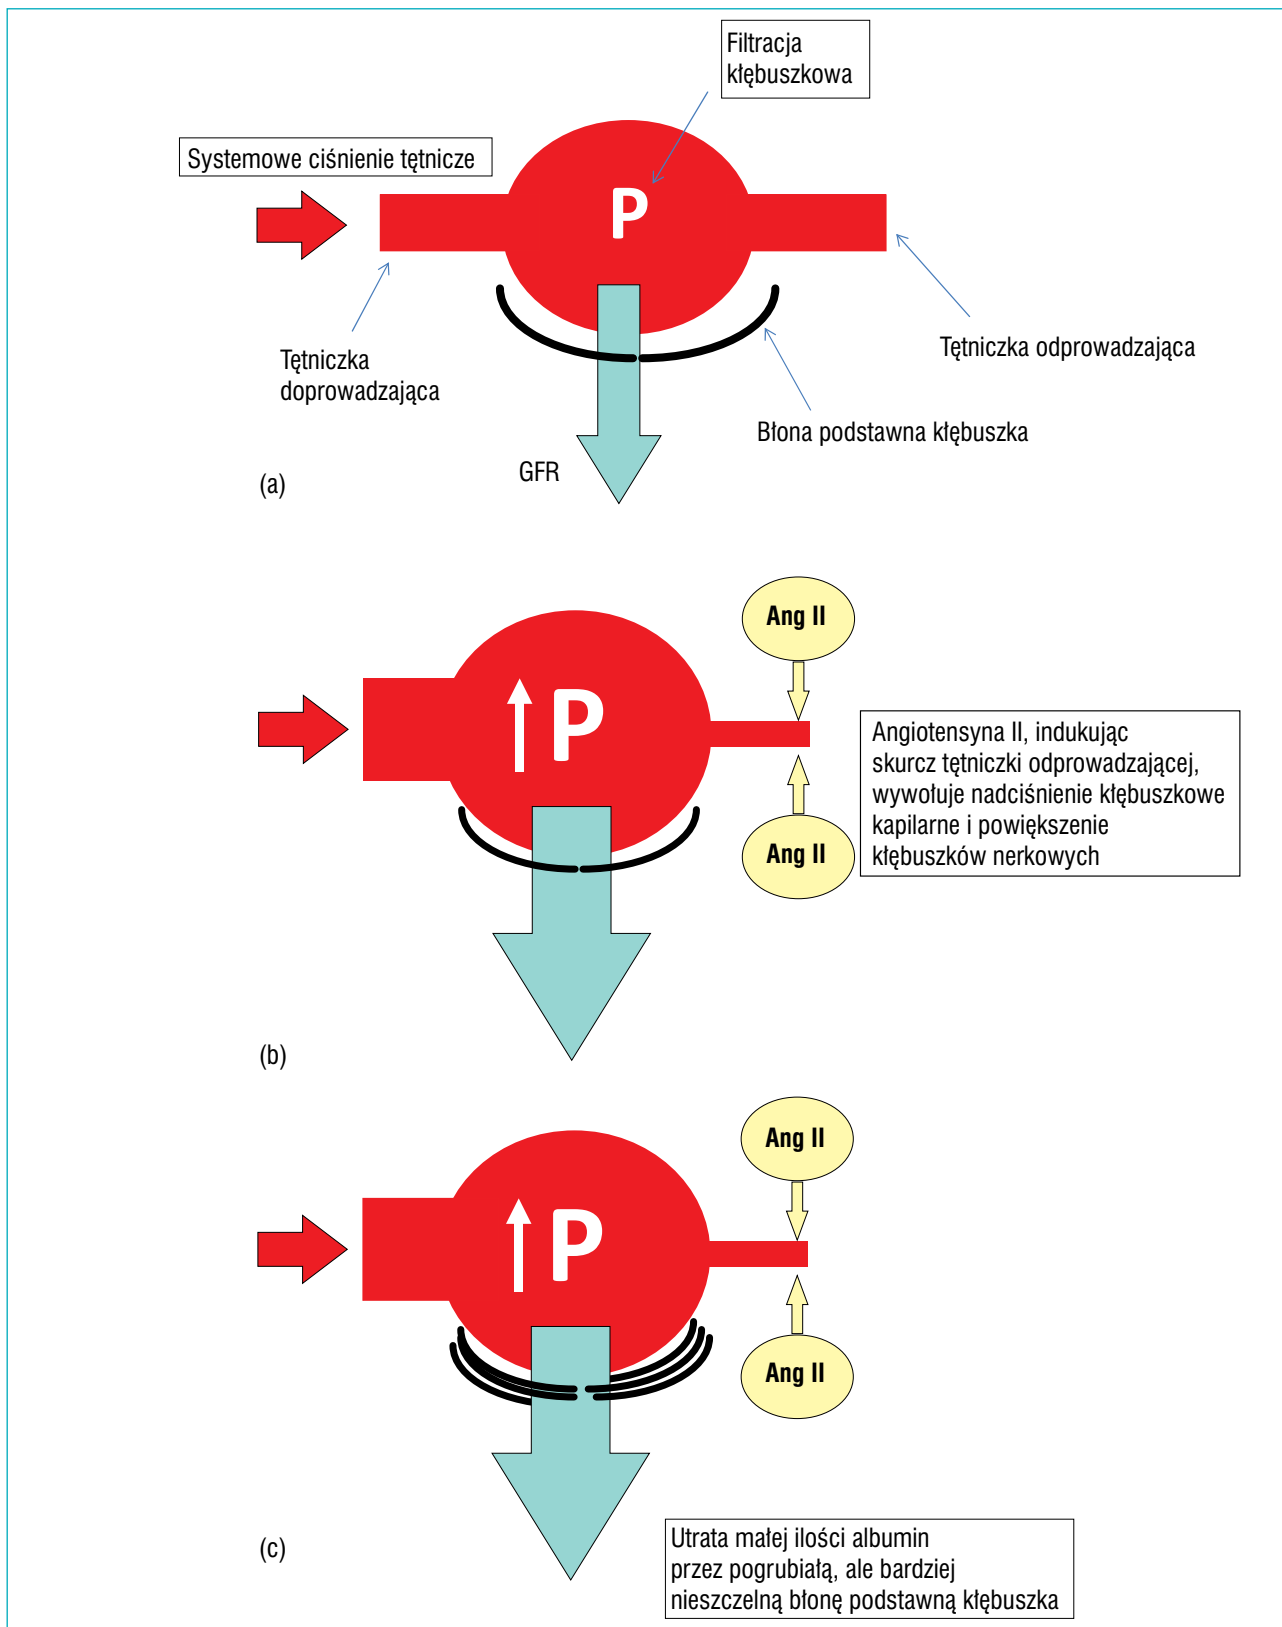 Filtracja
kłębuszkowa
Systemowe ciśnienie tętnicze
P
Tętniczka
doprowadzająca
Tętniczka odprowadzająca
Błona podstawna kłębuszka
GFR
(a)
Ang II
P
Angiotensyna II, indukując
skurcz tętniczki odprowadzającej,
wywołuje nadciśnienie kłębuszkowe
kapilarne i powiększenie
kłębuszków nerkowych
Ang II
(b)
Ang II
P
Ang II
(c)
Utrata małej ilości albumin
przez pogrubiałą, ale bardziej
nieszczelną błonę podstawną kłębuszka